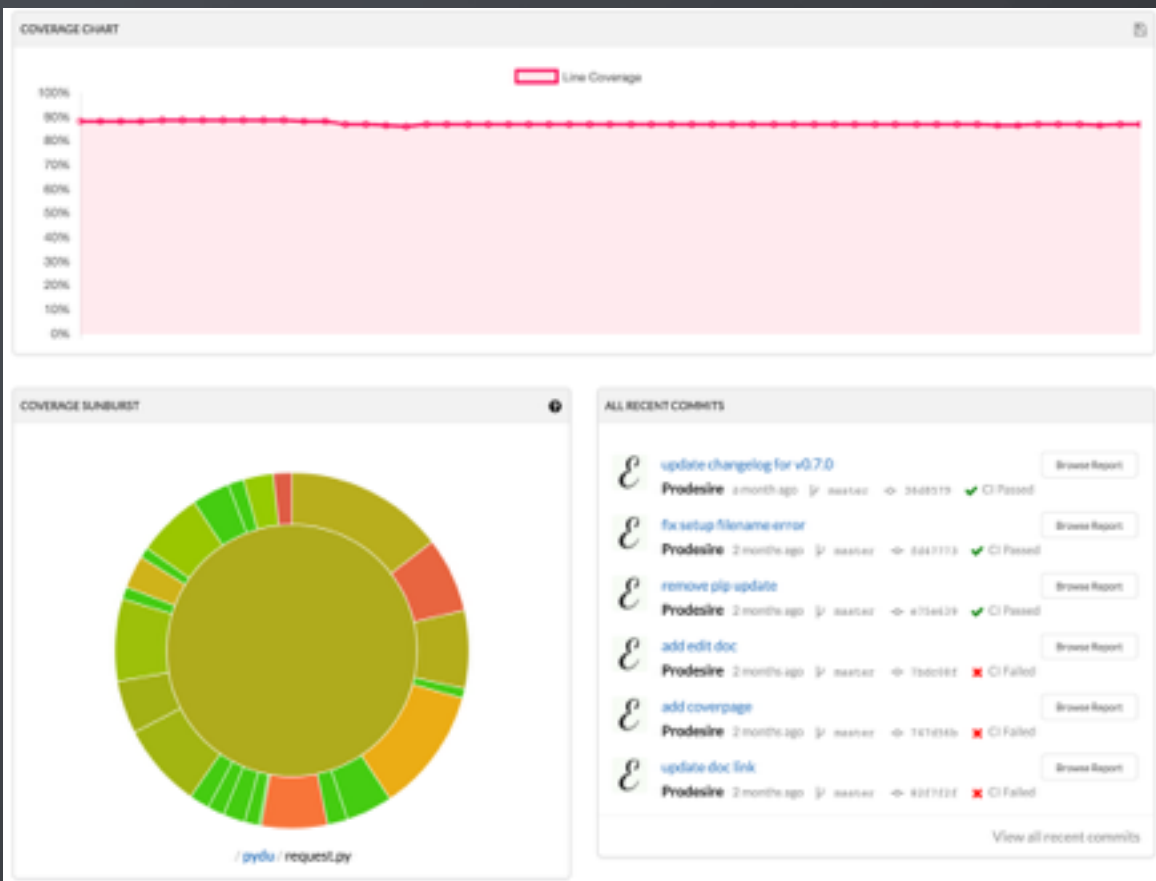 COVERAGE CHART
Line Coverage
100%
90%
80%
70%
60%
50%
40%
30%
20%
10%
0%
COVERAGE SUNBURST
/ pydu / request.py
ALL RECENT COMMITS
update changelog for v0.7.0
Browse Report
Prodesire a month ago master CI Passed
fix setup filename error
Browse Report
Prodesire 2 months ago master CI Passed
remove pip update
Browse Report
Prodesire 2 months ago master CI Passed
add edit doc
Browse Report
Prodesire 2 months ago master CI Failed
add coverpage
Browse Report
Prodesire 2 months ago master CI Failed
update doc link
Browse Report
Prodesire 2 months ago master CI Failed
View all recent commits